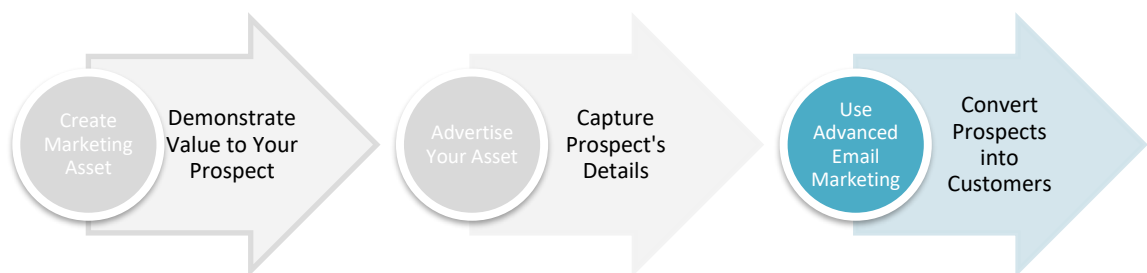 Create
Marketing
Asset
Demonstrate
Value to Your
Prospect
Advertise
Your Asset
Capture
Prospect's
Details
Use
Advanced
Email
Marketing
Convert
Prospects
into
Customers